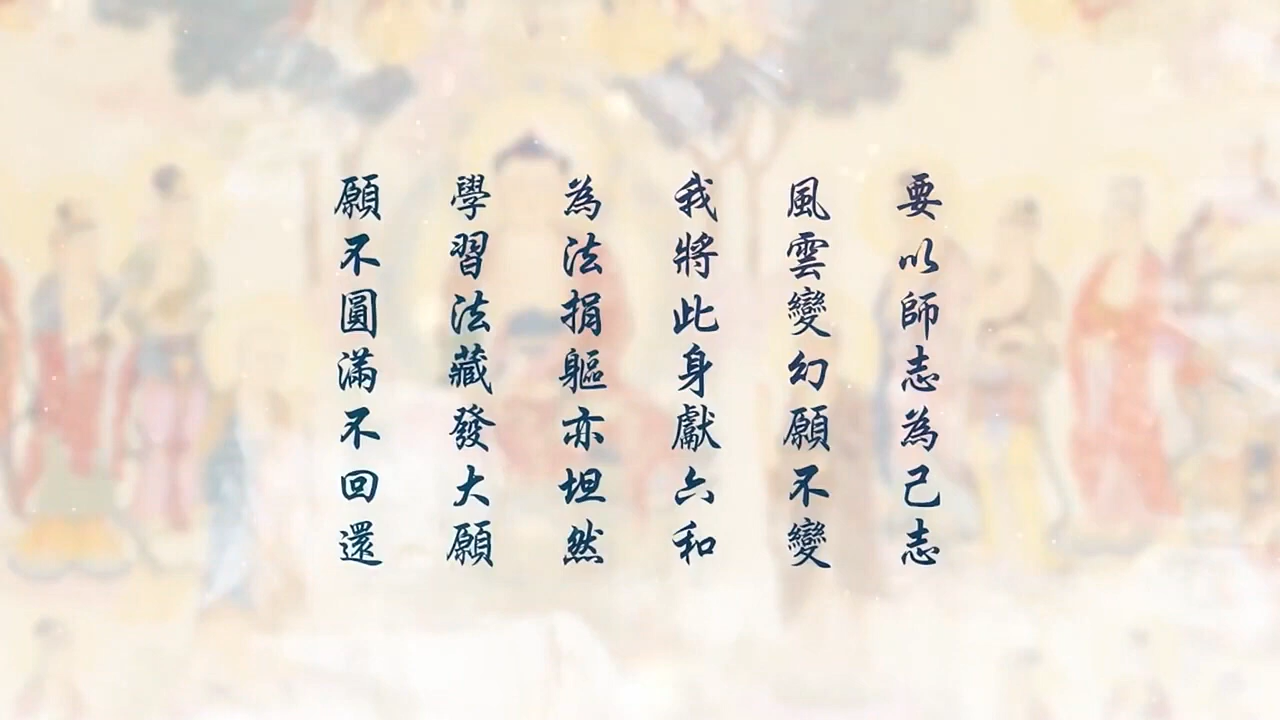 要以師志為己志
風雲變幻願不變
我將此身獻六和
為法捐軀亦坦然
學習法藏發大願
願不圓滿不回還